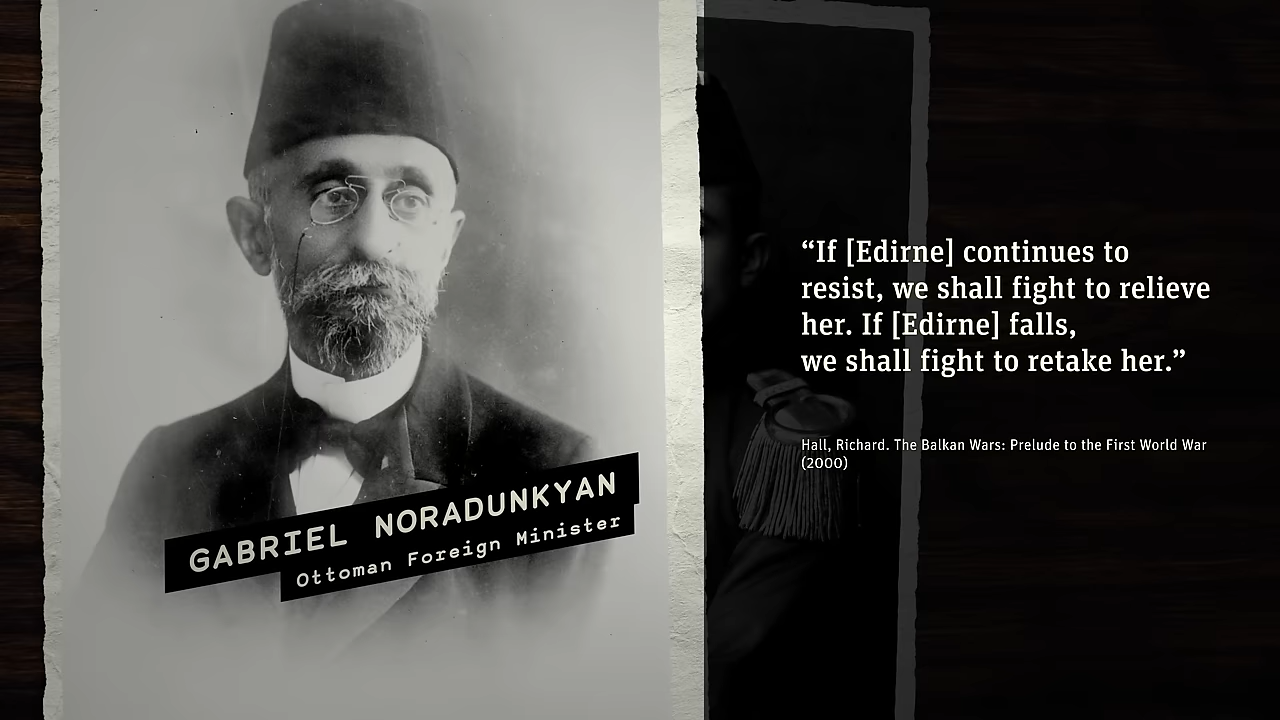 GABRIEL NORADUNKYAN
Ottoman Foreign Minister
“If [Edirne] continues to
resist, we shall fight to relieve
her. If [Edirne] falls,
we shall fight to retake her.”
Hall, Richard. The Balkan Wars: Prelude to the First World War
(2000)